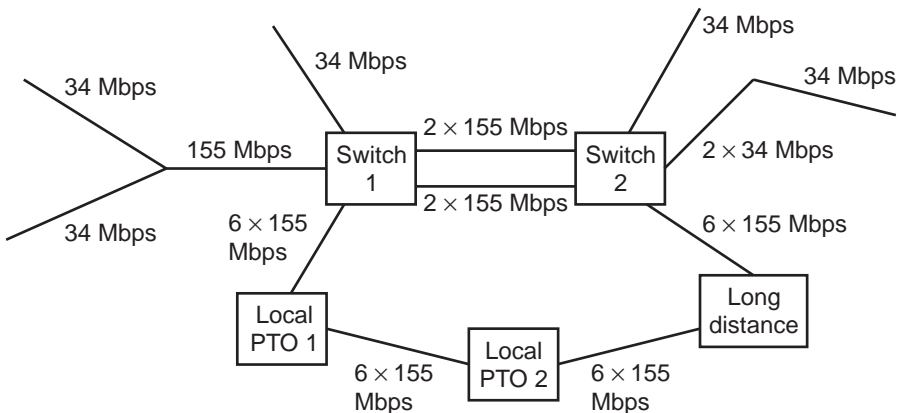 34 Mbps
34 Mbps
34 Mbps
34 Mbps
2 × 155 Mbps
155 Mbps
Switch
1
Switch
2
2 × 34 Mbps
2 × 155 Mbps
34 Mbps
6 × 155
Mbps
6 × 155 Mbps
Local
PTO 1
Long
distance
Local
PTO 2
6 × 155
Mbps
6 × 155
Mbps